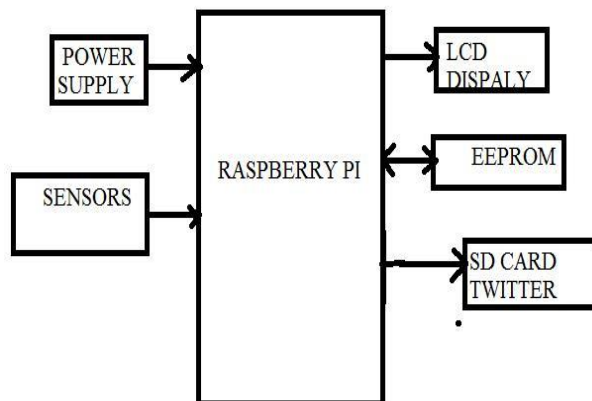 POWER
SUPPLY
SENSORS
RASPBERRY PI
LCD
DISPALY
EEPROM
SD CARD
TWITTER